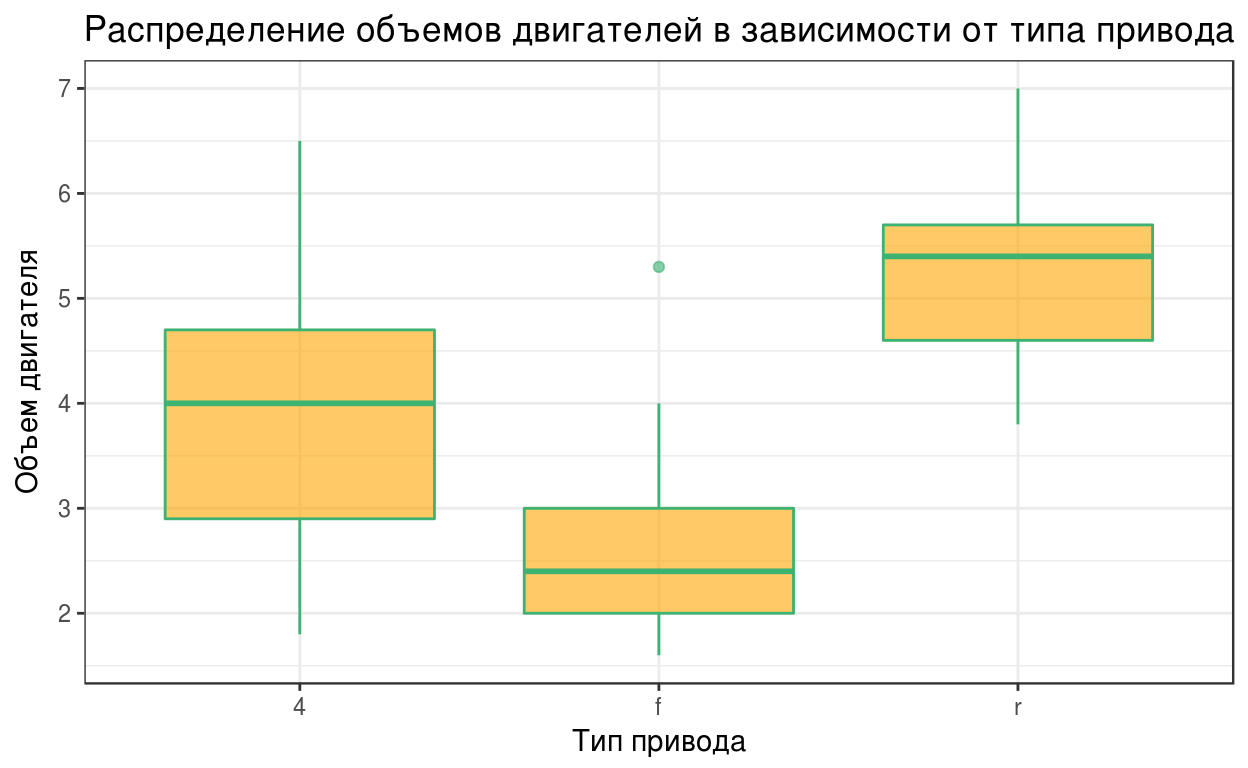 Распределение объемов двигателей в зависимости от типа привода
Объем двигателя
7
6
5
4
3
2
4 f r
Тип привода